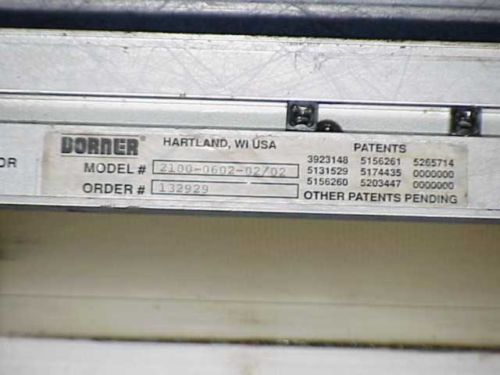 OR
DORNER HARTLAND, WI USA
MODEL # 2100-0602-02/02
ORDER # 132929
PATENTS
3923148 5156261 5265714
5131529 5174435 0000000
5156260 5203447 0000000
OTHER PATENTS PENDING